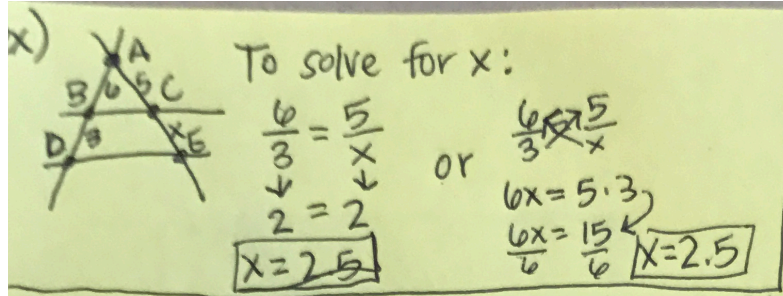 x)
A
B 6 5 C
D 3 x E
To solve for x:
6/3 = 5/x
↓ ↓
2 = 2
x = 2.5
or
6/3 5/x
6x = 5·3
6x/6 = 15/6
x = 2.5